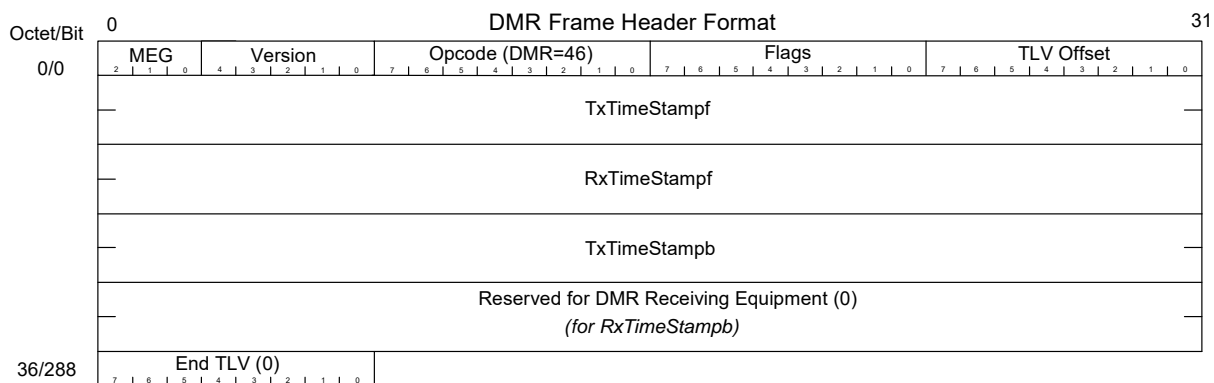 DMR Frame Header Format
Octet/Bit 0 31
MEG Version Opcode (DMR=46) Flags TLV Offset
0/0 2 1 0 4 3 2 1 0 7 6 5 4 3 2 1 0 7 6 5 4 3 2 1 0 7 6 5 4 3 2 1 0
TxTimeStampf
RxTimeStampf
TxTimeStampb
Reserved for DMR Receiving Equipment (0)
(for RxTimeStampb)
36/288 End TLV (0)
7 6 5 4 3 2 1 0